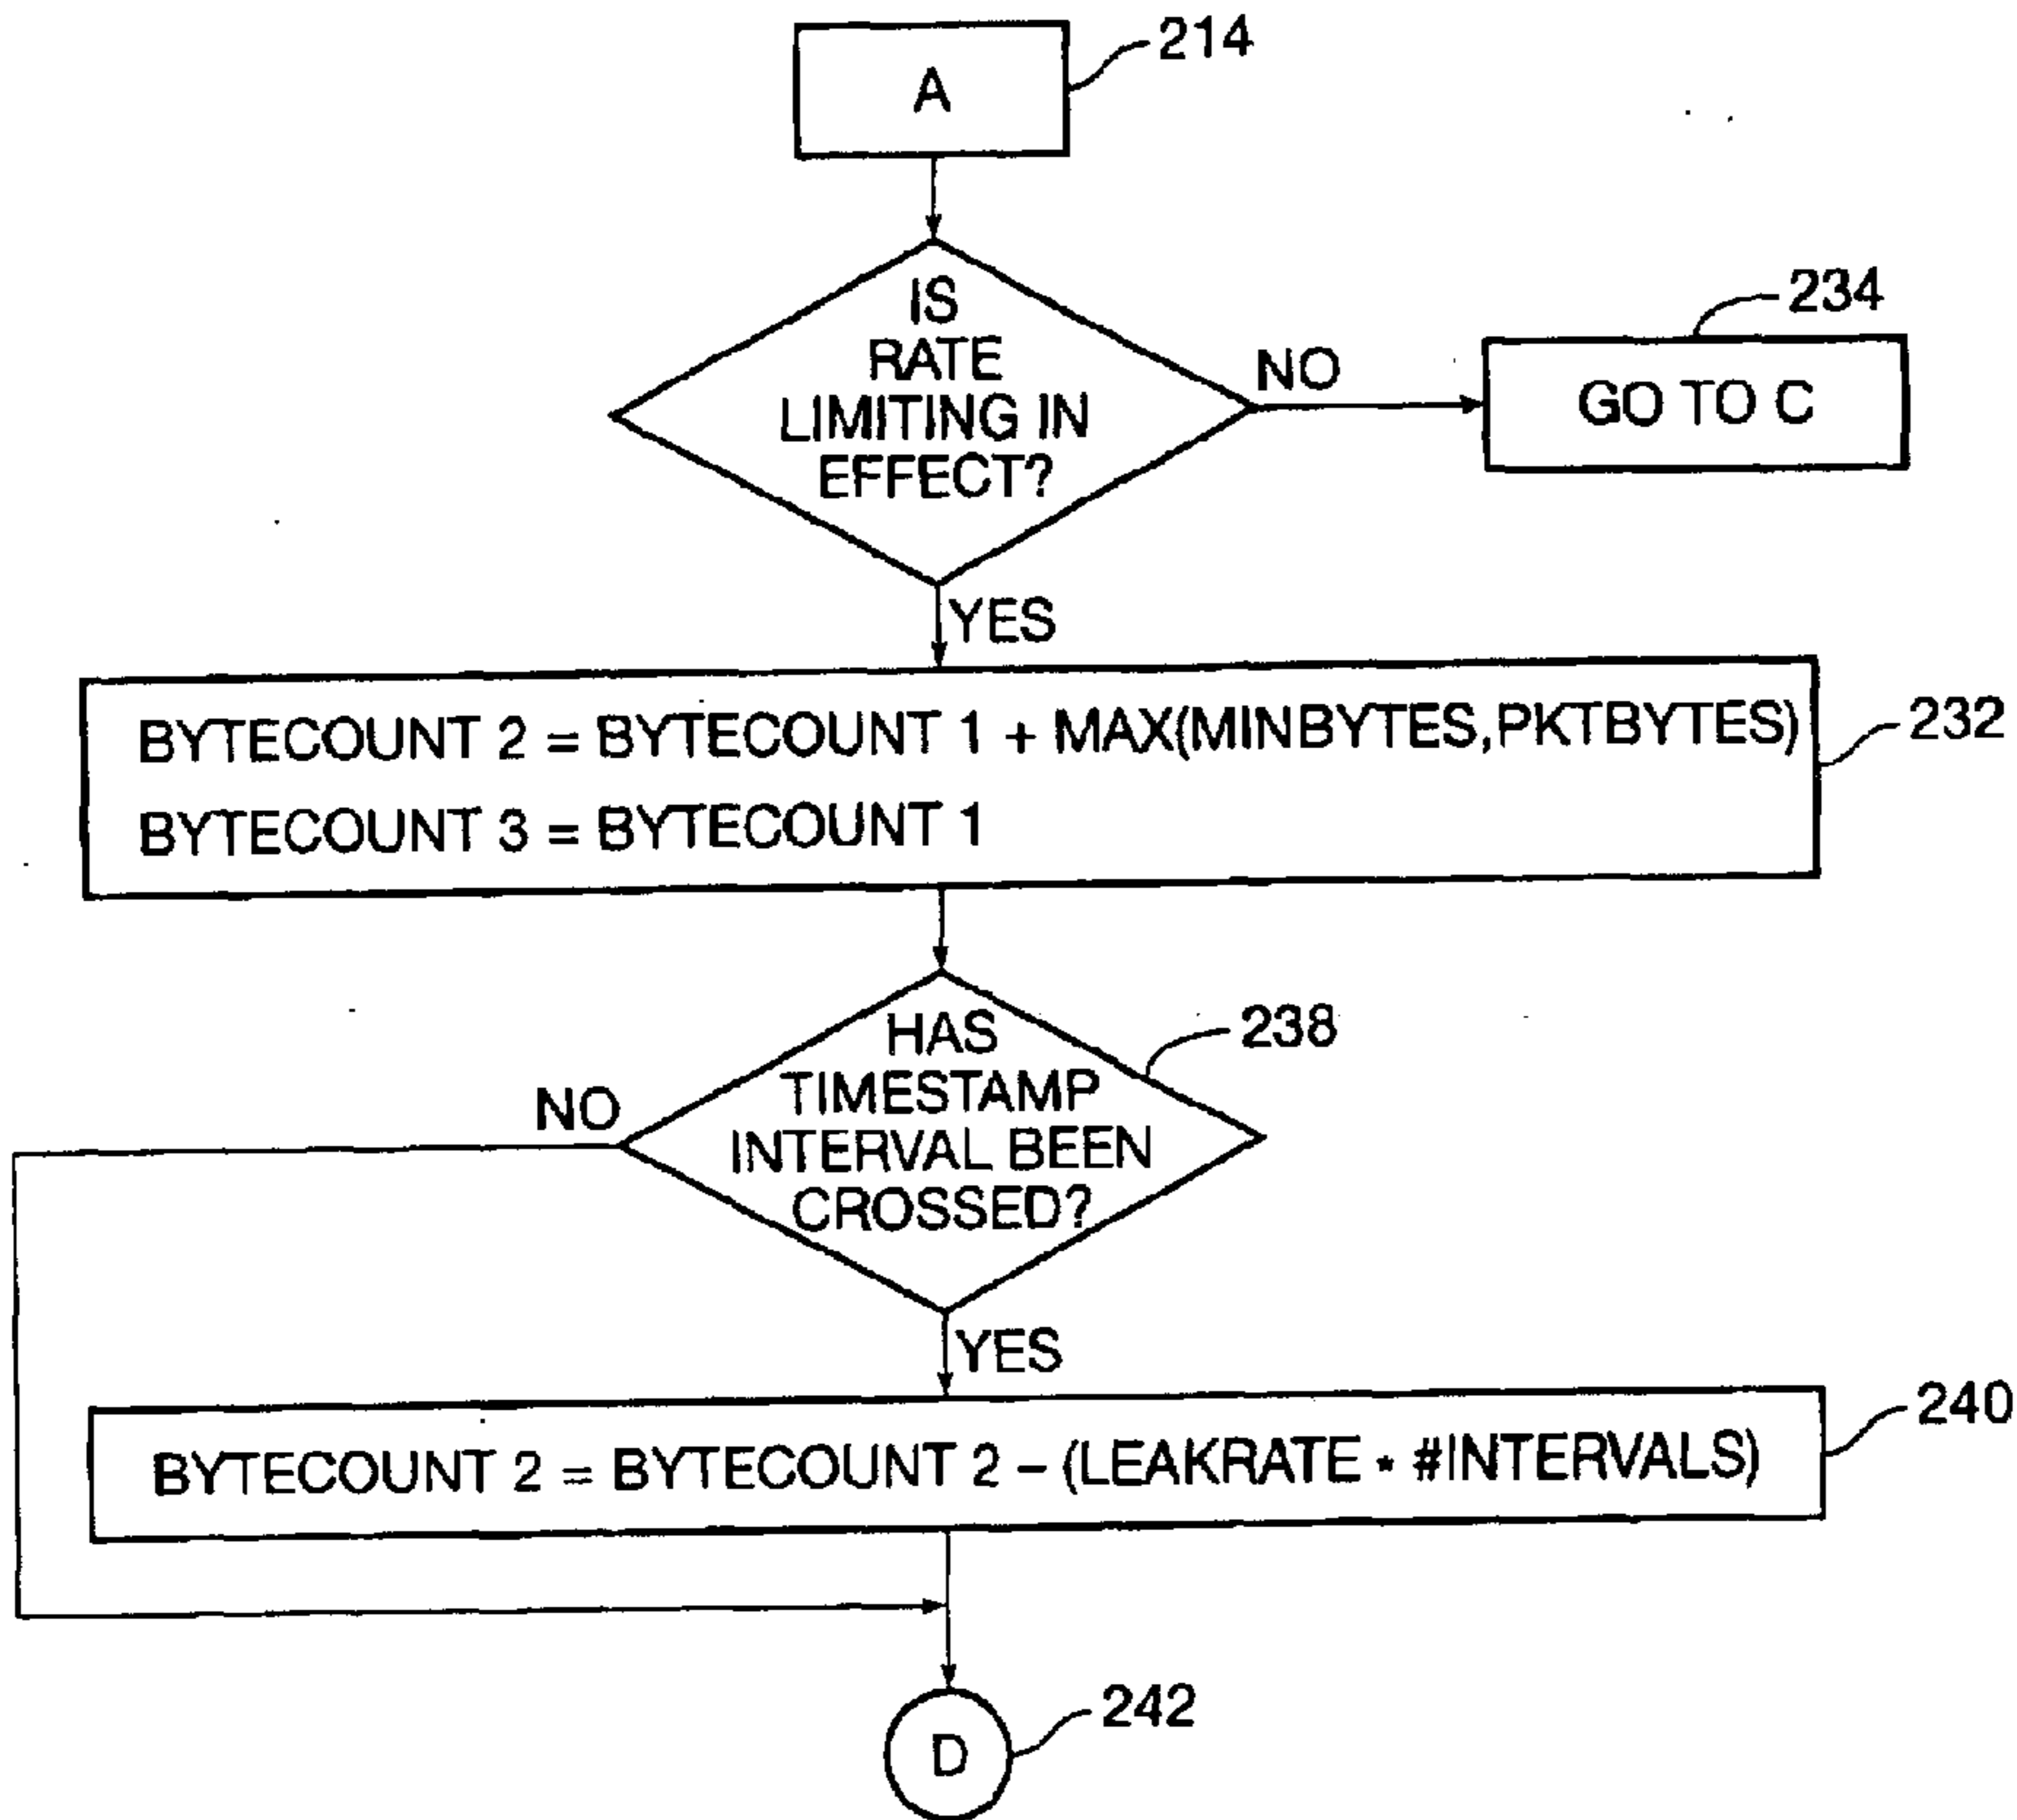 A
214
IS
RATE
LIMITING IN
EFFECT?
NO
234
GO TO C
YES
BYTECOUNT 2 = BYTECOUNT 1 + MAX(MINBYTES,PKTBYTES)
BYTECOUNT 3 = BYTECOUNT 1
232
HAS
TIMESTAMP
INTERVAL BEEN
CROSSED?
238
NO
YES
BYTECOUNT 2 = BYTECOUNT 2 – (LEAKRATE * #INTERVALS)
240
D
242